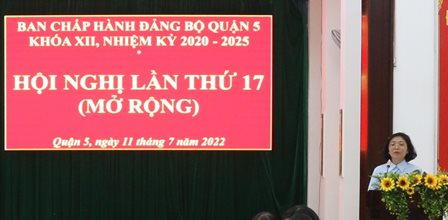 BAN CHẤP HÀNH ĐẢNG BỘ QUẬN 5
KHÓA XII, NHIỆM KỲ 2020 - 2025
HỘI NGHỊ LẦN THỨ 17
(MỞ RỘNG)
Quận 5, ngày 11 tháng 7 năm 2022